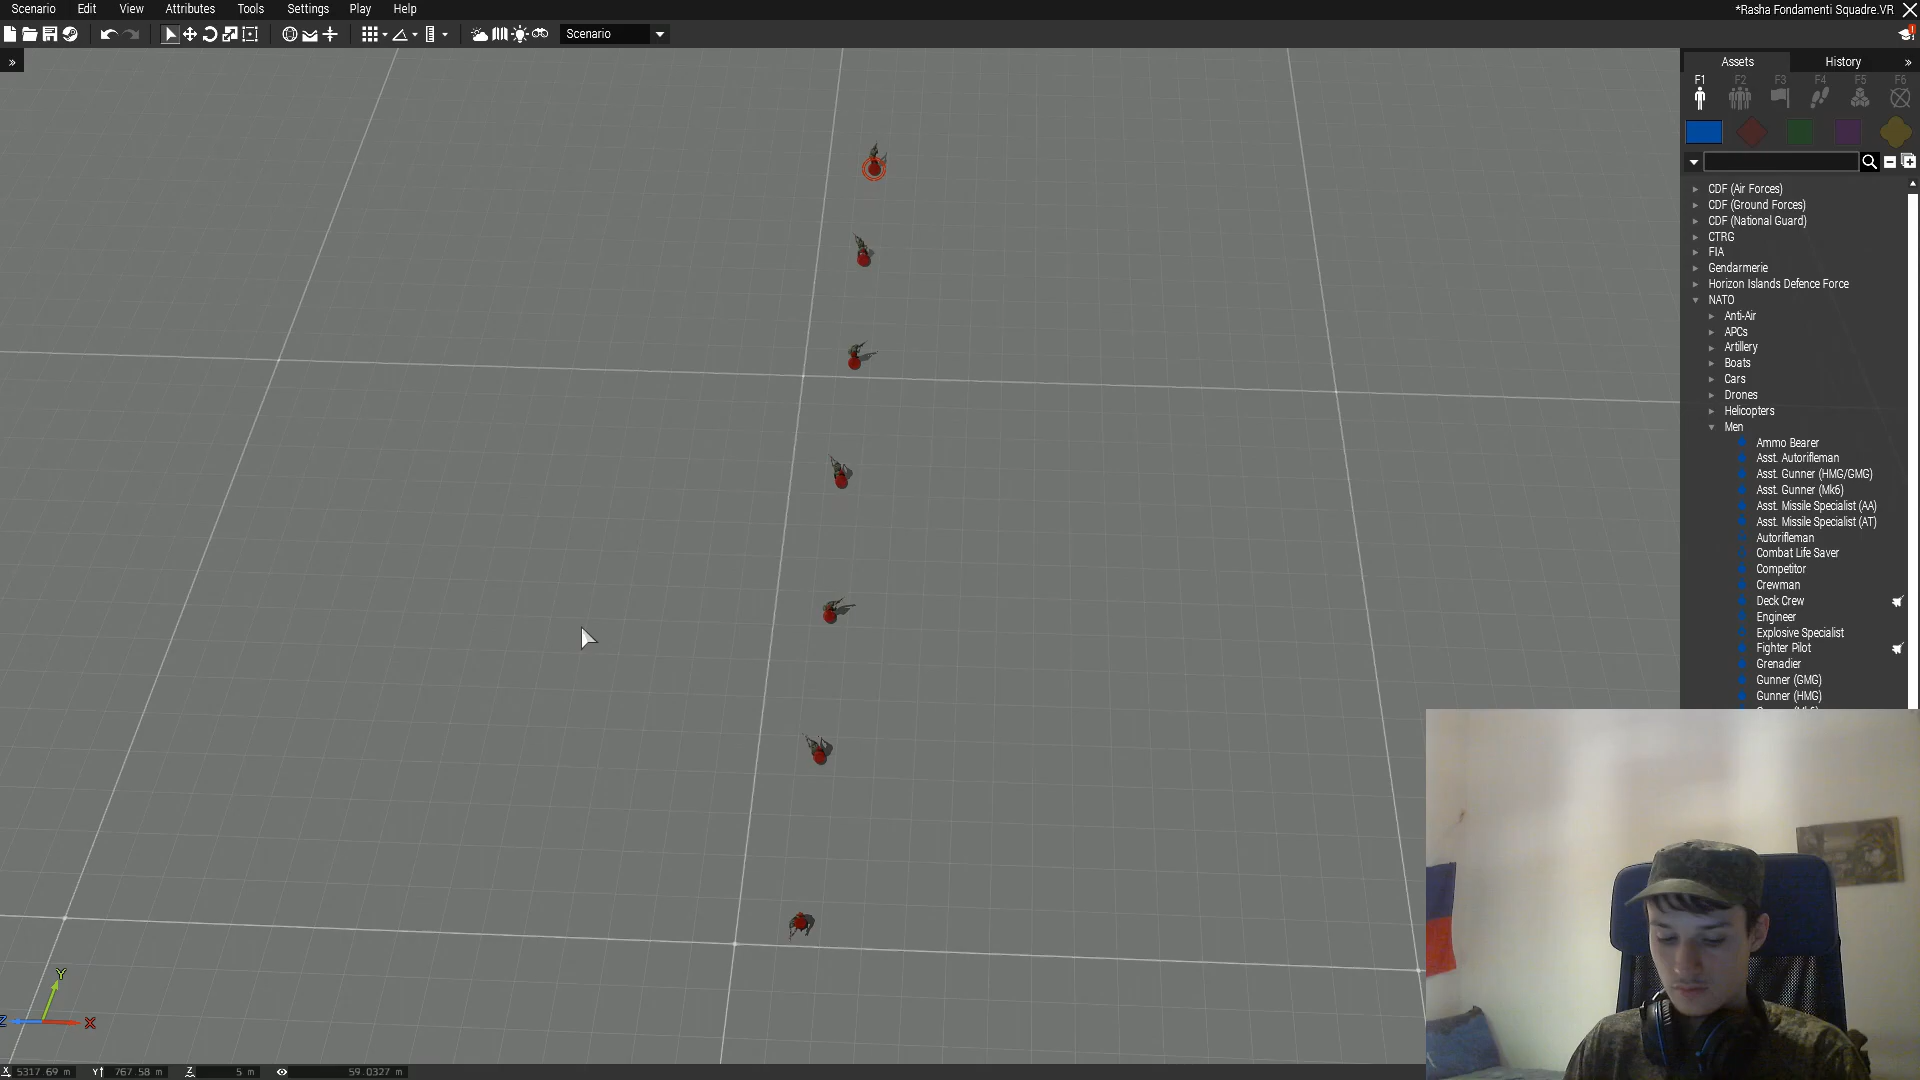 Scenario Edit View Attributes Tools Settings Play Help
*Rasha Fondamenti Squadre.VR
Scenario
Assets History
F1 F2 F3 F4 F5 F6
CDF (Air Forces)
CDF (Ground Forces)
CDF (National Guard)
CTRG
FIA
Gendarmerie
Horizon Islands Defence Force
NATO
Anti-Air
APCs
Artillery
Boats
Cars
Drones
Helicopters
Men
Ammo Bearer
Asst. Autorifleman
Asst. Gunner (HMG/GMG)
Asst. Gunner (Mk6)
Asst. Missile Specialist (AA)
Asst. Missile Specialist (AT)
Autorifleman
Combat Life Saver
Competitor
Crewman
Deck Crew
Engineer
Explosive Specialist
Fighter Pilot
Grenadier
Gunner (GMG)
Gunner (HMG)
Y
Z X
X 5317.69 m Y 767.58 m Z 5 m 59.0327 m